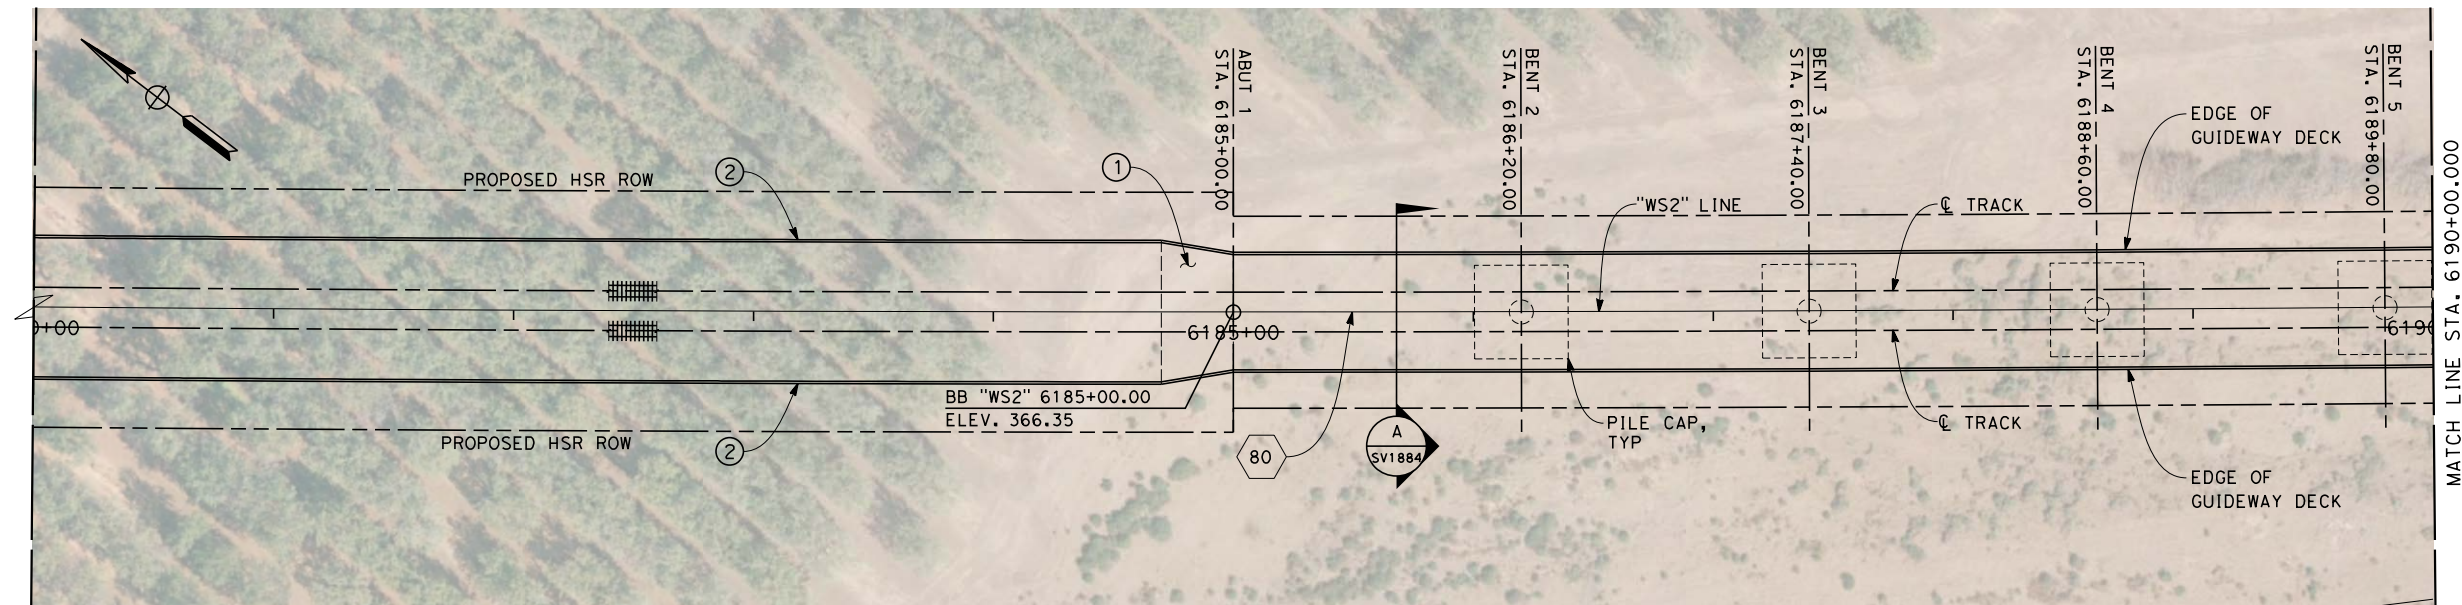 ABUT 1
STA. 6185+00.00
BENT 2
STA. 6186+20.00
BENT 3
STA. 6187+40.00
BENT 4
STA. 6188+60.00
BENT 5
STA. 6189+80.00
EDGE OF
GUIDEWAY DECK
PROPOSED HSR ROW
2
1
"WS2" LINE
℄ TRACK
0+00
6185+00
6190
BB "WS2" 6185+00.00
ELEV. 366.35
PROPOSED HSR ROW
2
80
A
SV1884
PILE CAP,
TYP
℄ TRACK
EDGE OF
GUIDEWAY DECK
MATCH LINE STA. 6190+00.000